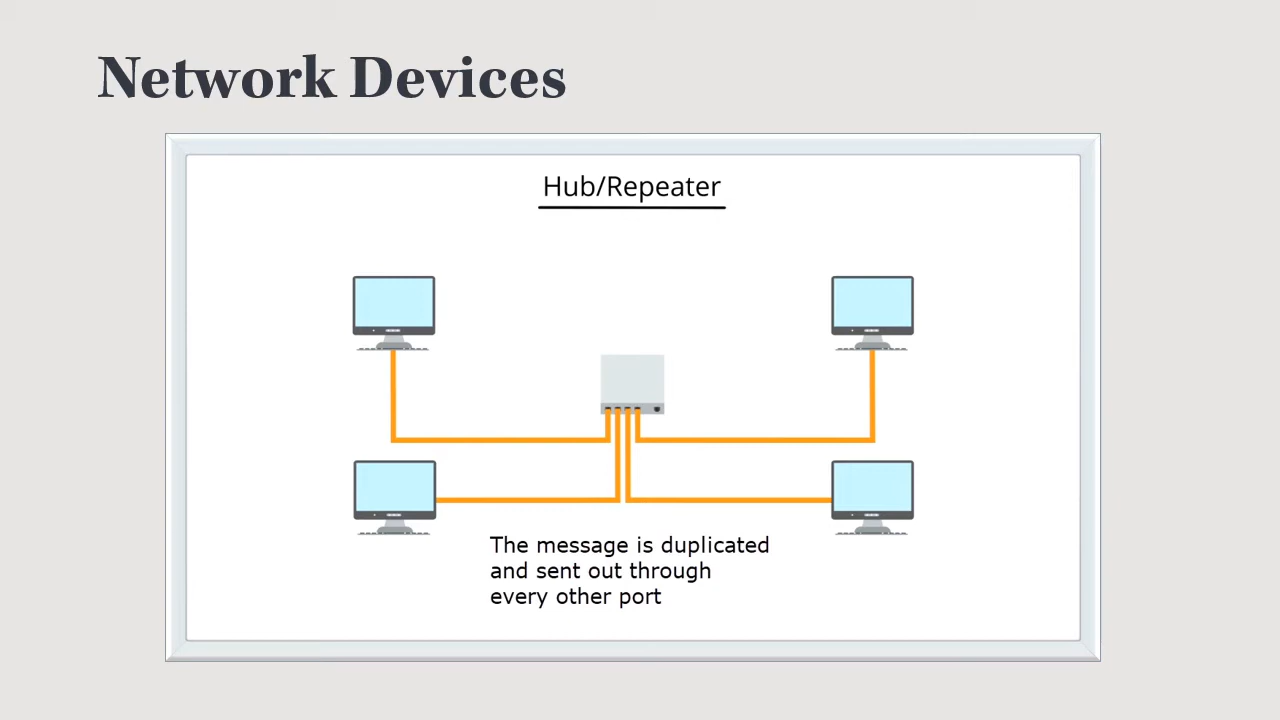 Network Devices
Hub/Repeater
The message is duplicated
and sent out through
every other port